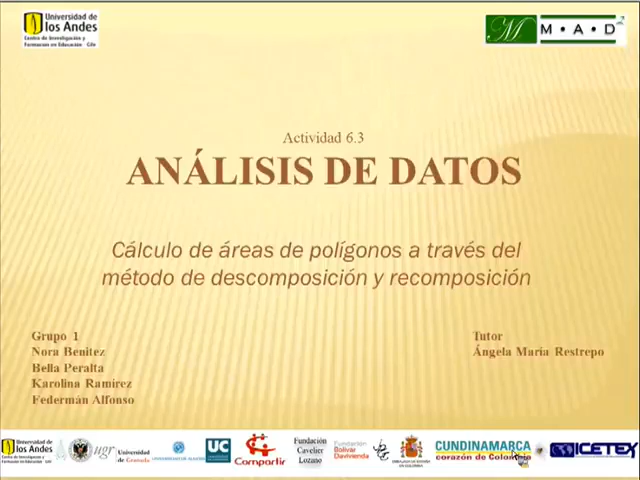 Universidad de
los Andes
Centro de Investigación y
Formación en Educación Cife
M M • A • D
Actividad 6.3
ANÁLISIS DE DATOS
Cálculo de áreas de polígonos a través del
método de descomposición y recomposición
Grupo 1
Nora Benitez
Bella Peralta
Karolina Ramírez
Federmán Alfonso
Tutor
Ángela María Restrepo
Universidad de
los Andes
ugr
Universidad
de Granada
UC
Compartir
Fundación
Cavelier
Lozano
Fundación
Bolívar
Davivienda
CUNDINAMARCA
corazón de Colombia
ICETEX